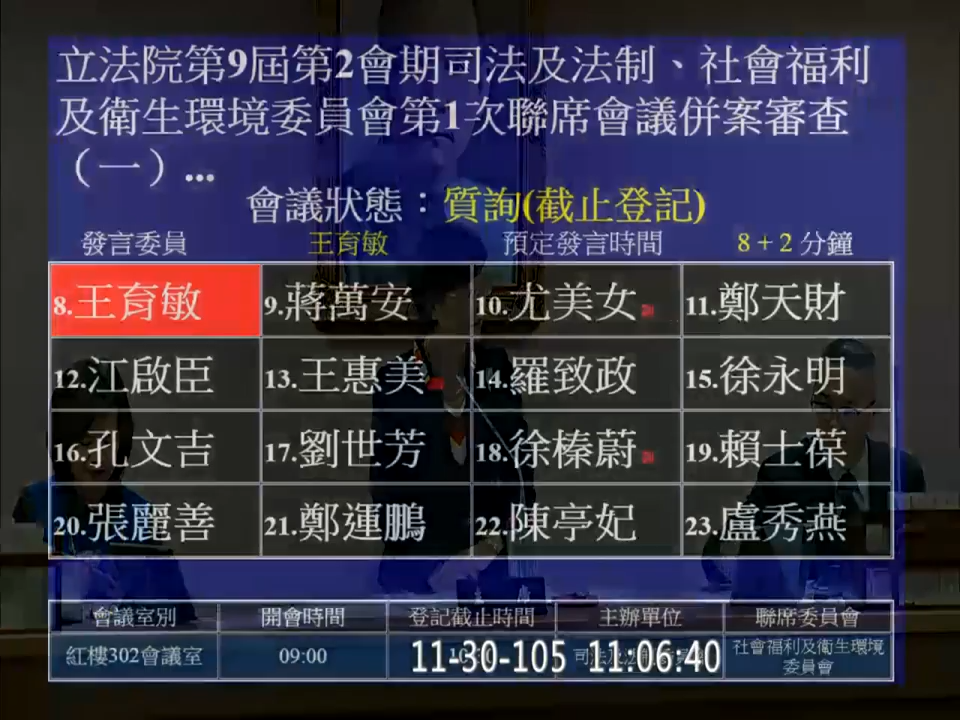 立法院第9屆第2會期司法及法制、社會福利
及衛生環境委員會第1次聯席會議併案審查
（一）...
會議狀態：質詢(截止登記)
發言委員 王育敏 預定發言時間 8 + 2 分鐘
8.王育敏 9.蔣萬安 10.尤美女 11.鄭天財
12.江啟臣 13.王惠美 14.羅致政 15.徐永明
16.孔文吉 17.劉世芳 18.徐榛蔚 19.賴士葆
20.張麗善 21.鄭運鵬 22.陳亭妃 23.盧秀燕
會議室別 開會時間 登記截止時間 主辦單位 聯席委員會
紅樓302會議室 09:00 社會福利及衛生環境
委員會
11-30-105 11:06:40